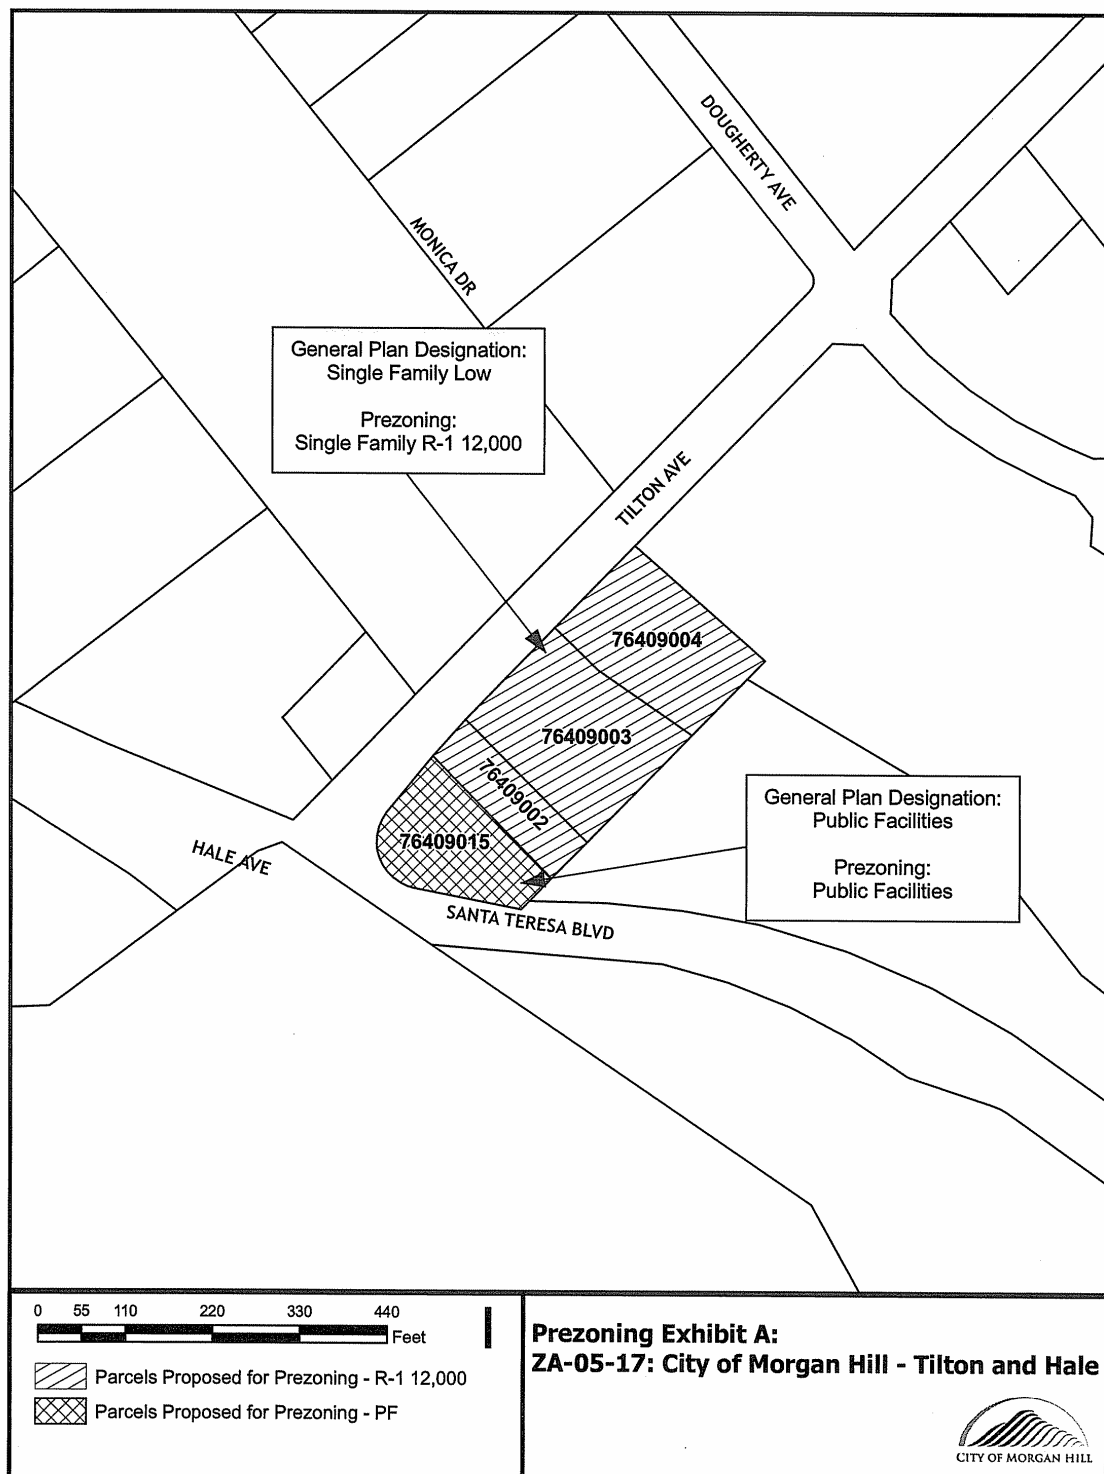 DOUGHERTY AVE
MONICA DR
General Plan Designation:
Single Family Low
Prezoning:
Single Family R-1 12,000
TILTON AVE
76409004
76409003
76409002
76409015
General Plan Designation:
Public Facilities
Prezoning:
Public Facilities
HALE AVE
SANTA TERESA BLVD
0 55 110 220 330 440
Feet
Parcels Proposed for Prezoning - R-1 12,000
Parcels Proposed for Prezoning - PF
Prezoning Exhibit A:
ZA-05-17: City of Morgan Hill - Tilton and Hale
CITY OF MORGAN HILL